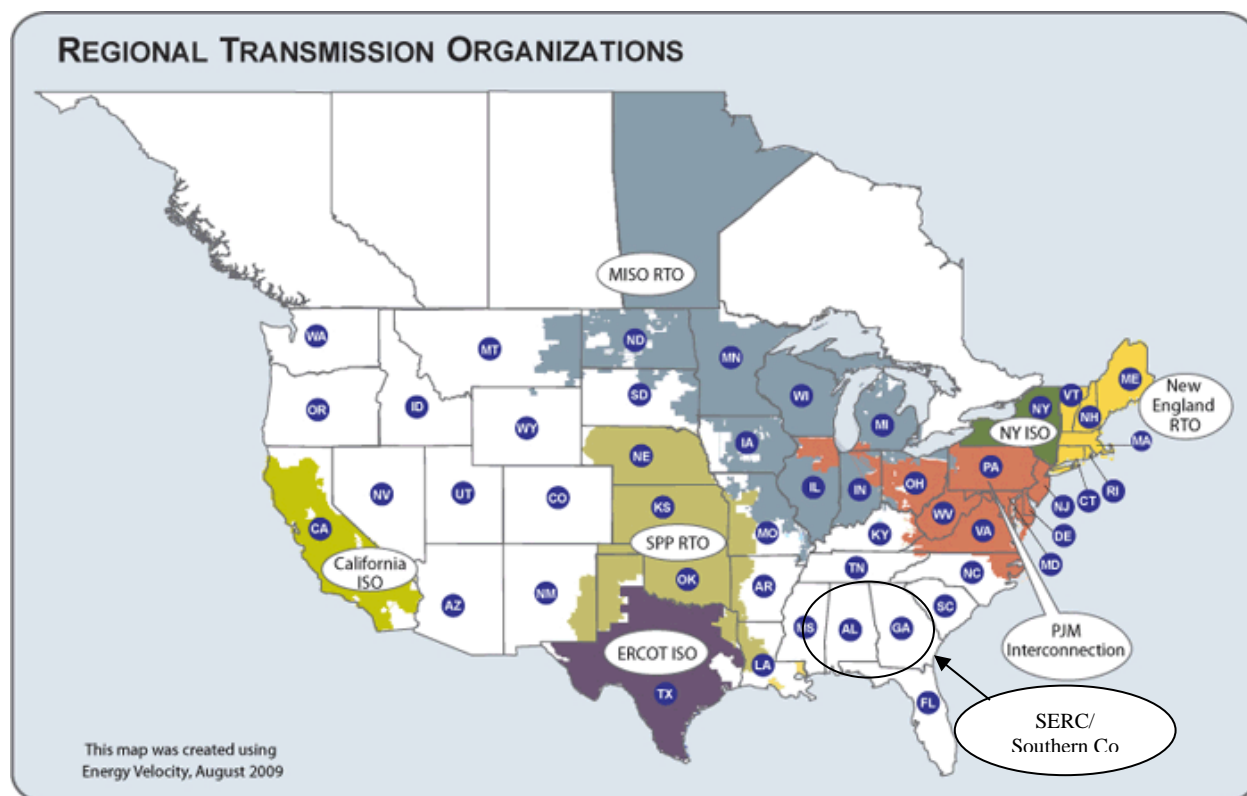 REGIONAL TRANSMISSION ORGANIZATIONS
MISO RTO
WA
MT
ND
MN
ME
VT
OR
ID
SD
WI
NY
NH
New
England
RTO
WY
MI
NY ISO
MA
NE
IA
PA
NV
UT
CO
IL
IN
OH
RI
CT
NJ
KS
WV
CA
MO
VA
DE
SPP RTO
KY
MD
California
ISO
TN
NC
OK
AR
NM
AZ
SC
MS
AL
GA
PJM
Interconnection
ERCOT ISO
LA
TX
FL
SERC/
Southern Co
This map was created using
Energy Velocity, August 2009